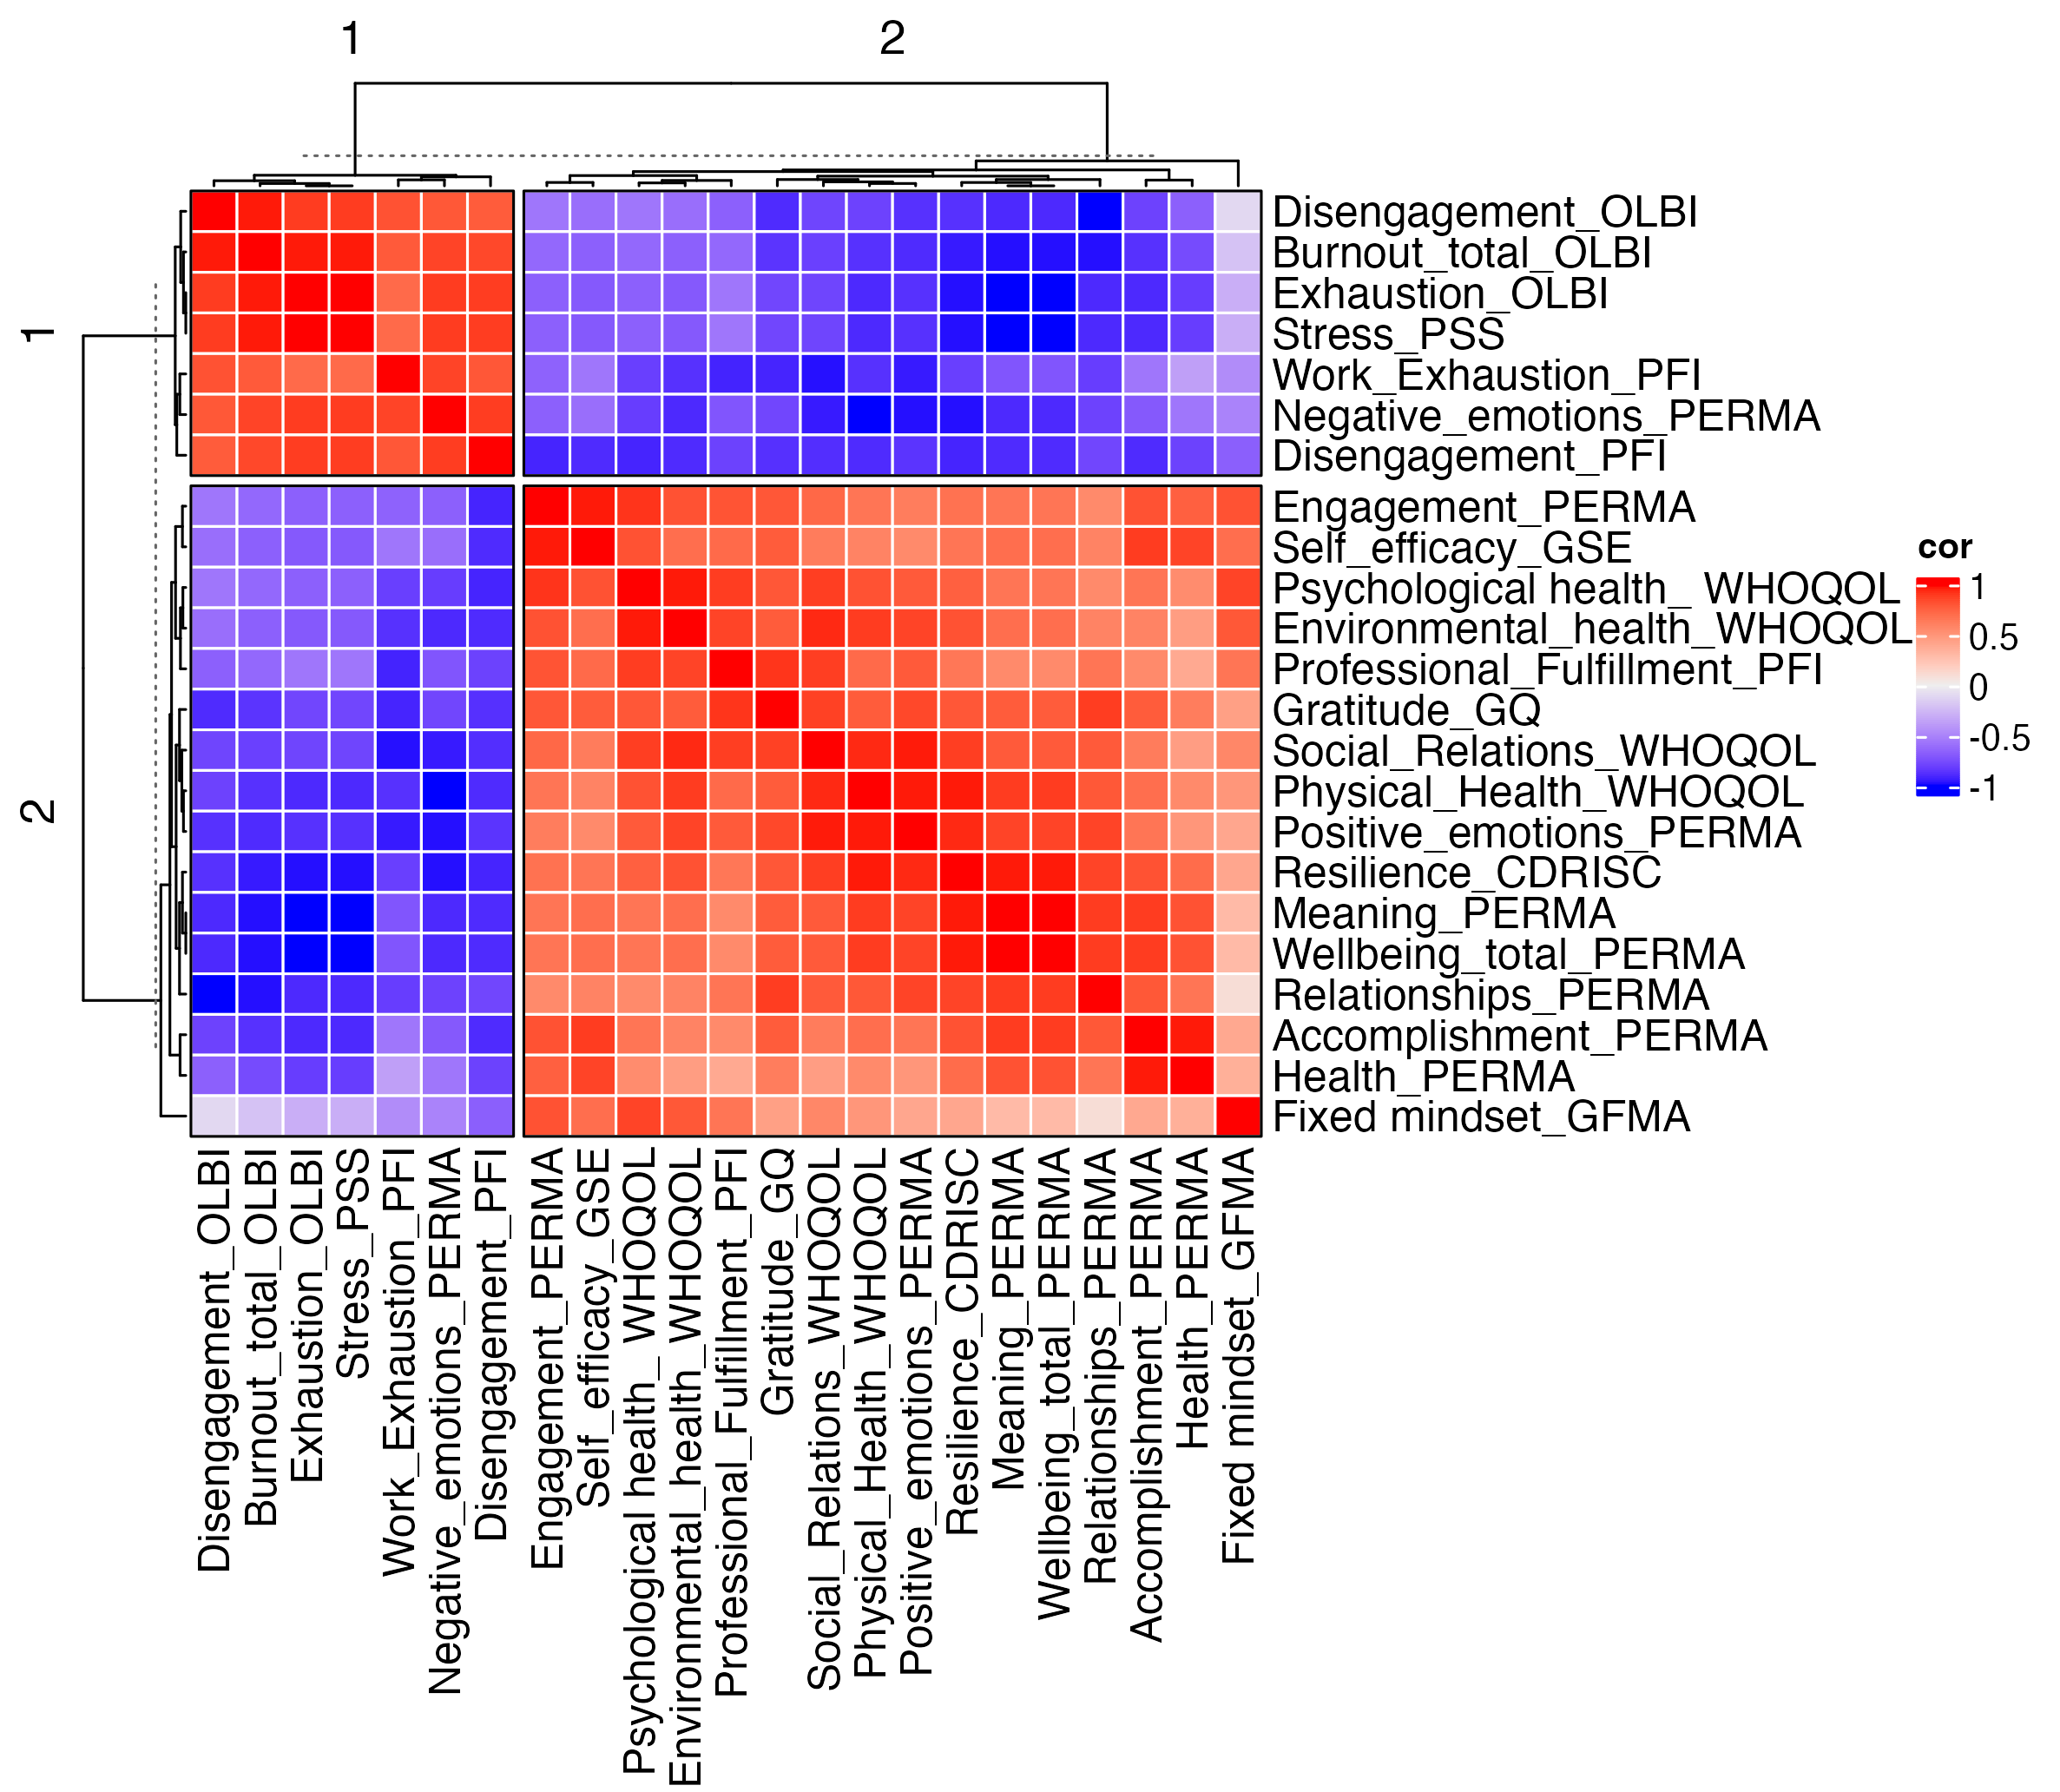 1
2
1
2
Disengagement_OLBI
Burnout_total_OLBI
Exhaustion_OLBI
Stress_PSS
Work_Exhaustion_PFI
Negative_emotions_PERMA
Disengagement_PFI
Engagement_PERMA
Self_efficacy_GSE
Psychological health_ WHOQOL
Environmental_health_WHOQOL
Professional_Fulfillment_PFI
Gratitude_GQ
Social_Relations_WHOQOL
Physical_Health_WHOQOL
Positive_emotions_PERMA
Resilience_CDRISC
Meaning_PERMA
Wellbeing_total_PERMA
Relationships_PERMA
Accomplishment_PERMA
Health_PERMA
Fixed mindset_GFMA
cor
1
0.5
0
-0.5
-1
Disengagement_OLBI
Burnout_total_OLBI
Exhaustion_OLBI
Stress_PSS
Work_Exhaustion_PFI
Negative_emotions_PERMA
Disengagement_PFI
Engagement_PERMA
Self_efficacy_GSE
Psychological health_ WHOQOL
Environmental_health_WHOQOL
Professional_Fulfillment_PFI
Gratitude_GQ
Social_Relations_WHOQOL
Physical_Health_WHOQOL
Positive_emotions_PERMA
Resilience_CDRISC
Meaning_PERMA
Wellbeing_total_PERMA
Relationships_PERMA
Accomplishment_PERMA
Health_PERMA
Fixed mindset_GFMA